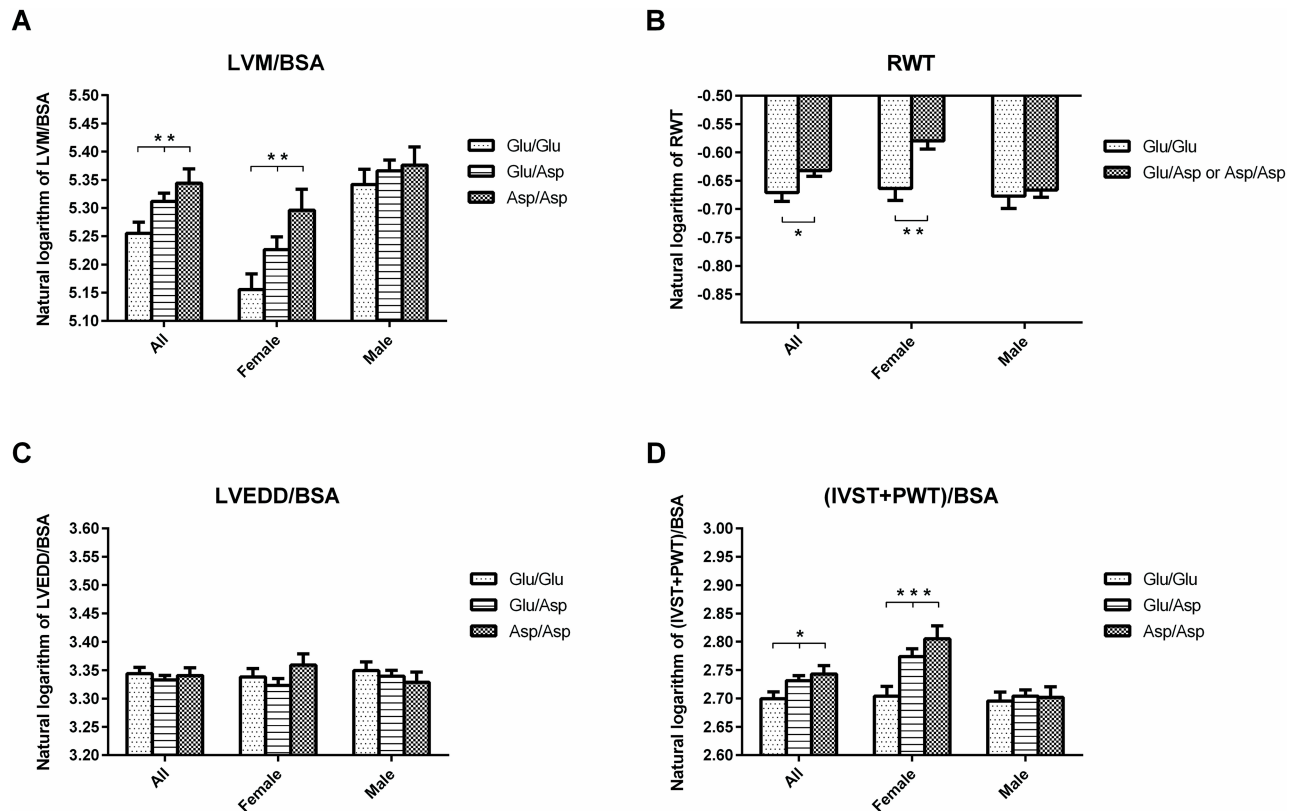 A
LVM/BSA
Natural logarithm of LVM/BSA
5.50
5.45
5.40
5.35
5.30
5.25
5.20
5.15
5.10
**
**
All
Female
Male
Glu/Glu
Glu/Asp
Asp/Asp
B
RWT
Natural logarithm of RWT
-0.50
-0.55
-0.60
-0.65
-0.70
-0.75
-0.80
-0.85
*
**
All
Female
Male
Glu/Glu
Glu/Asp or Asp/Asp
C
LVEDD/BSA
Natural logarithm of LVEDD/BSA
3.60
3.55
3.50
3.45
3.40
3.35
3.30
3.25
3.20
All
Female
Male
Glu/Glu
Glu/Asp
Asp/Asp
D
(IVST+PWT)/BSA
Natural logarithm of (IVST+PWT)/BSA
3.00
2.95
2.90
2.85
2.80
2.75
2.70
2.65
2.60
*
***
All
Female
Male
Glu/Glu
Glu/Asp
Asp/Asp